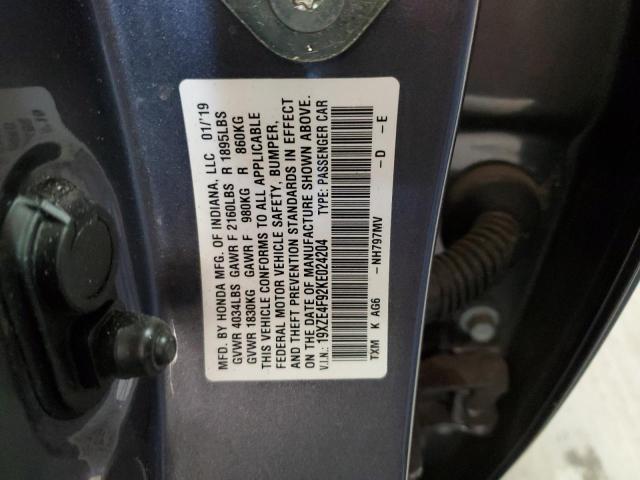 MFD. BY HONDA MFG. OF INDIANA, LLC 01/19
GVWR 4034LBS GAWR F 2160LBS R 1895LBS
GVWR 1830KG GAWR F 980KG R 860KG
THIS VEHICLE CONFORMS TO ALL APPLICABLE
FEDERAL MOTOR VEHICLE SAFETY, BUMPER,
AND THEFT PREVENTION STANDARDS IN EFFECT
ON THE DATE OF MANUFACTURE SHOWN ABOVE.
V.I.N.: 19XZE4F92KE024204 TYPE: PASSENGER CAR
TXM K AG6 -NH797MV -D -E